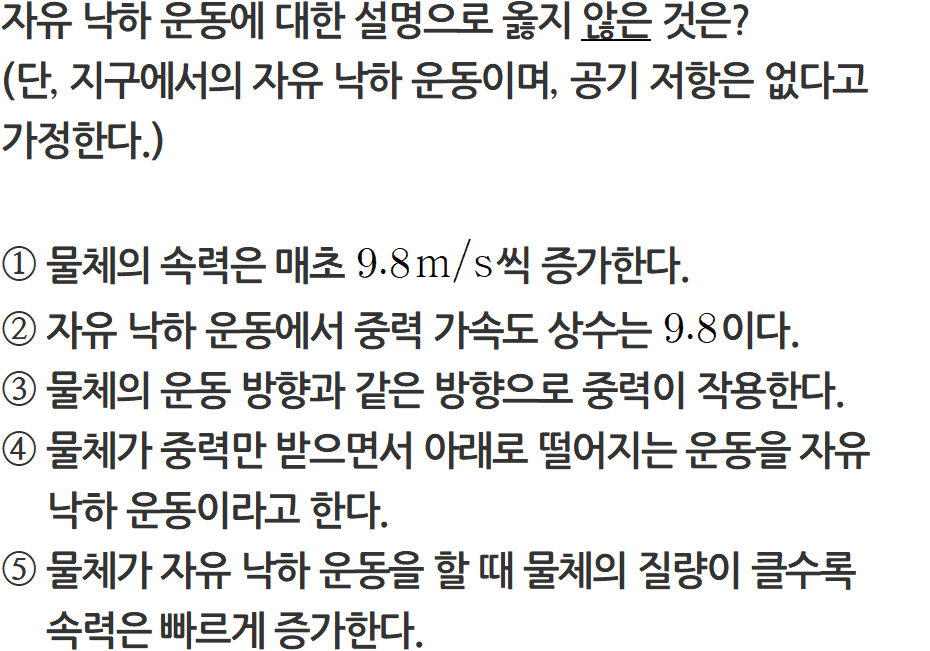 자유 낙하 운동에 대한 설명으로 옳지 않은 것은?
(단, 지구에서의 자유 낙하 운동이며, 공기 저항은 없다고
가정한다.)
① 물체의 속력은 매초 9.8m/s씩 증가한다.
② 자유 낙하 운동에서 중력 가속도 상수는 9.8이다.
③ 물체의 운동 방향과 같은 방향으로 중력이 작용한다.
④ 물체가 중력만 받으면서 아래로 떨어지는 운동을 자유
낙하 운동이라고 한다.
⑤ 물체가 자유 낙하 운동을 할 때 물체의 질량이 클수록
속력은 빠르게 증가한다.